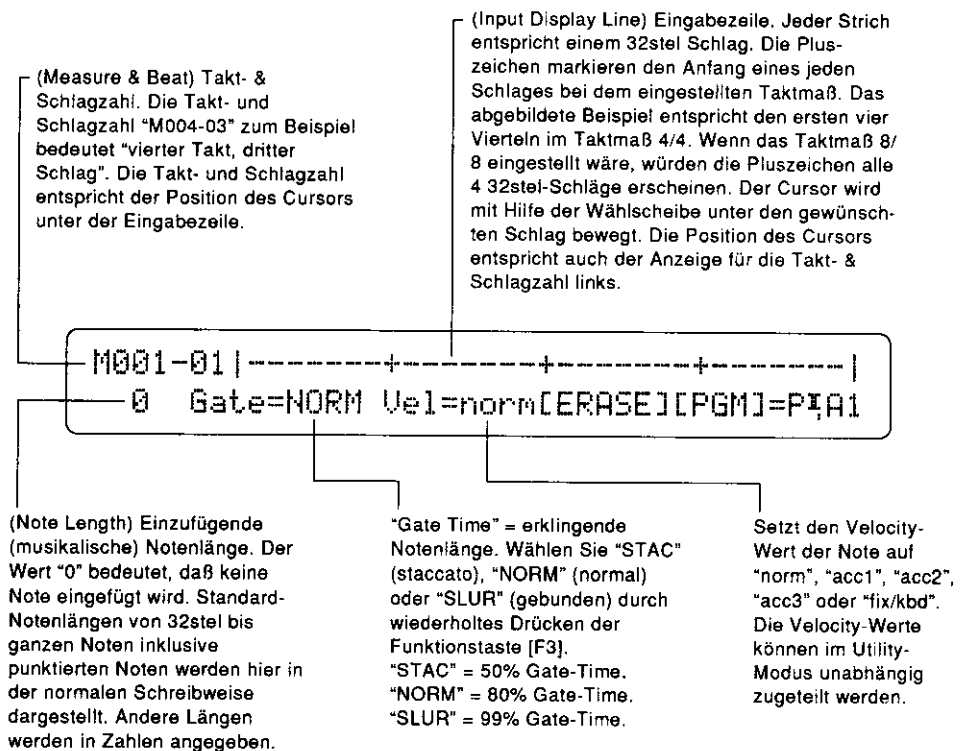 (Input Display Line) Eingabezeile. Jeder Strich
entspricht einem 32stel Schlag. Die Plus-
zeichen markieren den Anfang eines jeden
Schlages bei dem eingestellten Taktmaß. Das
abgebildete Beispiel entspricht den ersten vier
Vierteln im Taktmaß 4/4. Wenn das Taktmaß 8/
8 eingestellt wäre, würden die Pluszeichen alle
4 32stel-Schläge erscheinen. Der Cursor wird
mit Hilfe der Wählscheibe unter den gewünsch-
ten Schlag bewegt. Die Position des Cursors
entspricht auch der Anzeige für die Takt- &
Schlagzahl links.
(Measure & Beat) Takt- &
Schlagzahl. Die Takt- und
Schlagzahl "M004-03" zum Beispiel
bedeutet "vierter Takt, dritter
Schlag". Die Takt- und Schlagzahl
entspricht der Position des Cursors
unter der Eingabezeile.
M001-01|-------+-------+-------+-------|
0 Gate=NORM Vel=norm[ERASE][PGM]=PI,A1
(Note Length) Einzufügende
(musikalische) Notenlänge. Der
Wert "0" bedeutet, daß keine
Note eingefügt wird. Standard-
Notenlängen von 32stel bis
ganzen Noten inklusive
punktierten Noten werden hier in
der normalen Schreibweise
dargestellt. Andere Längen
werden in Zahlen angegeben.
"Gate Time" = erklingende
Notenlänge. Wählen Sie "STAC"
(staccato), "NORM" (normal)
oder "SLUR" (gebunden) durch
wiederholtes Drücken der
Funktionstaste [F3].
"STAC" = 50% Gate-Time.
"NORM" = 80% Gate-Time.
"SLUR" = 99% Gate-Time.
Setzt den Velocity-
Wert der Note auf
"norm", "acc1", "acc2",
"acc3" oder "fix/kbd".
Die Velocity-Werte
können im Utility-
Modus unabhängig
zugeteilt werden.